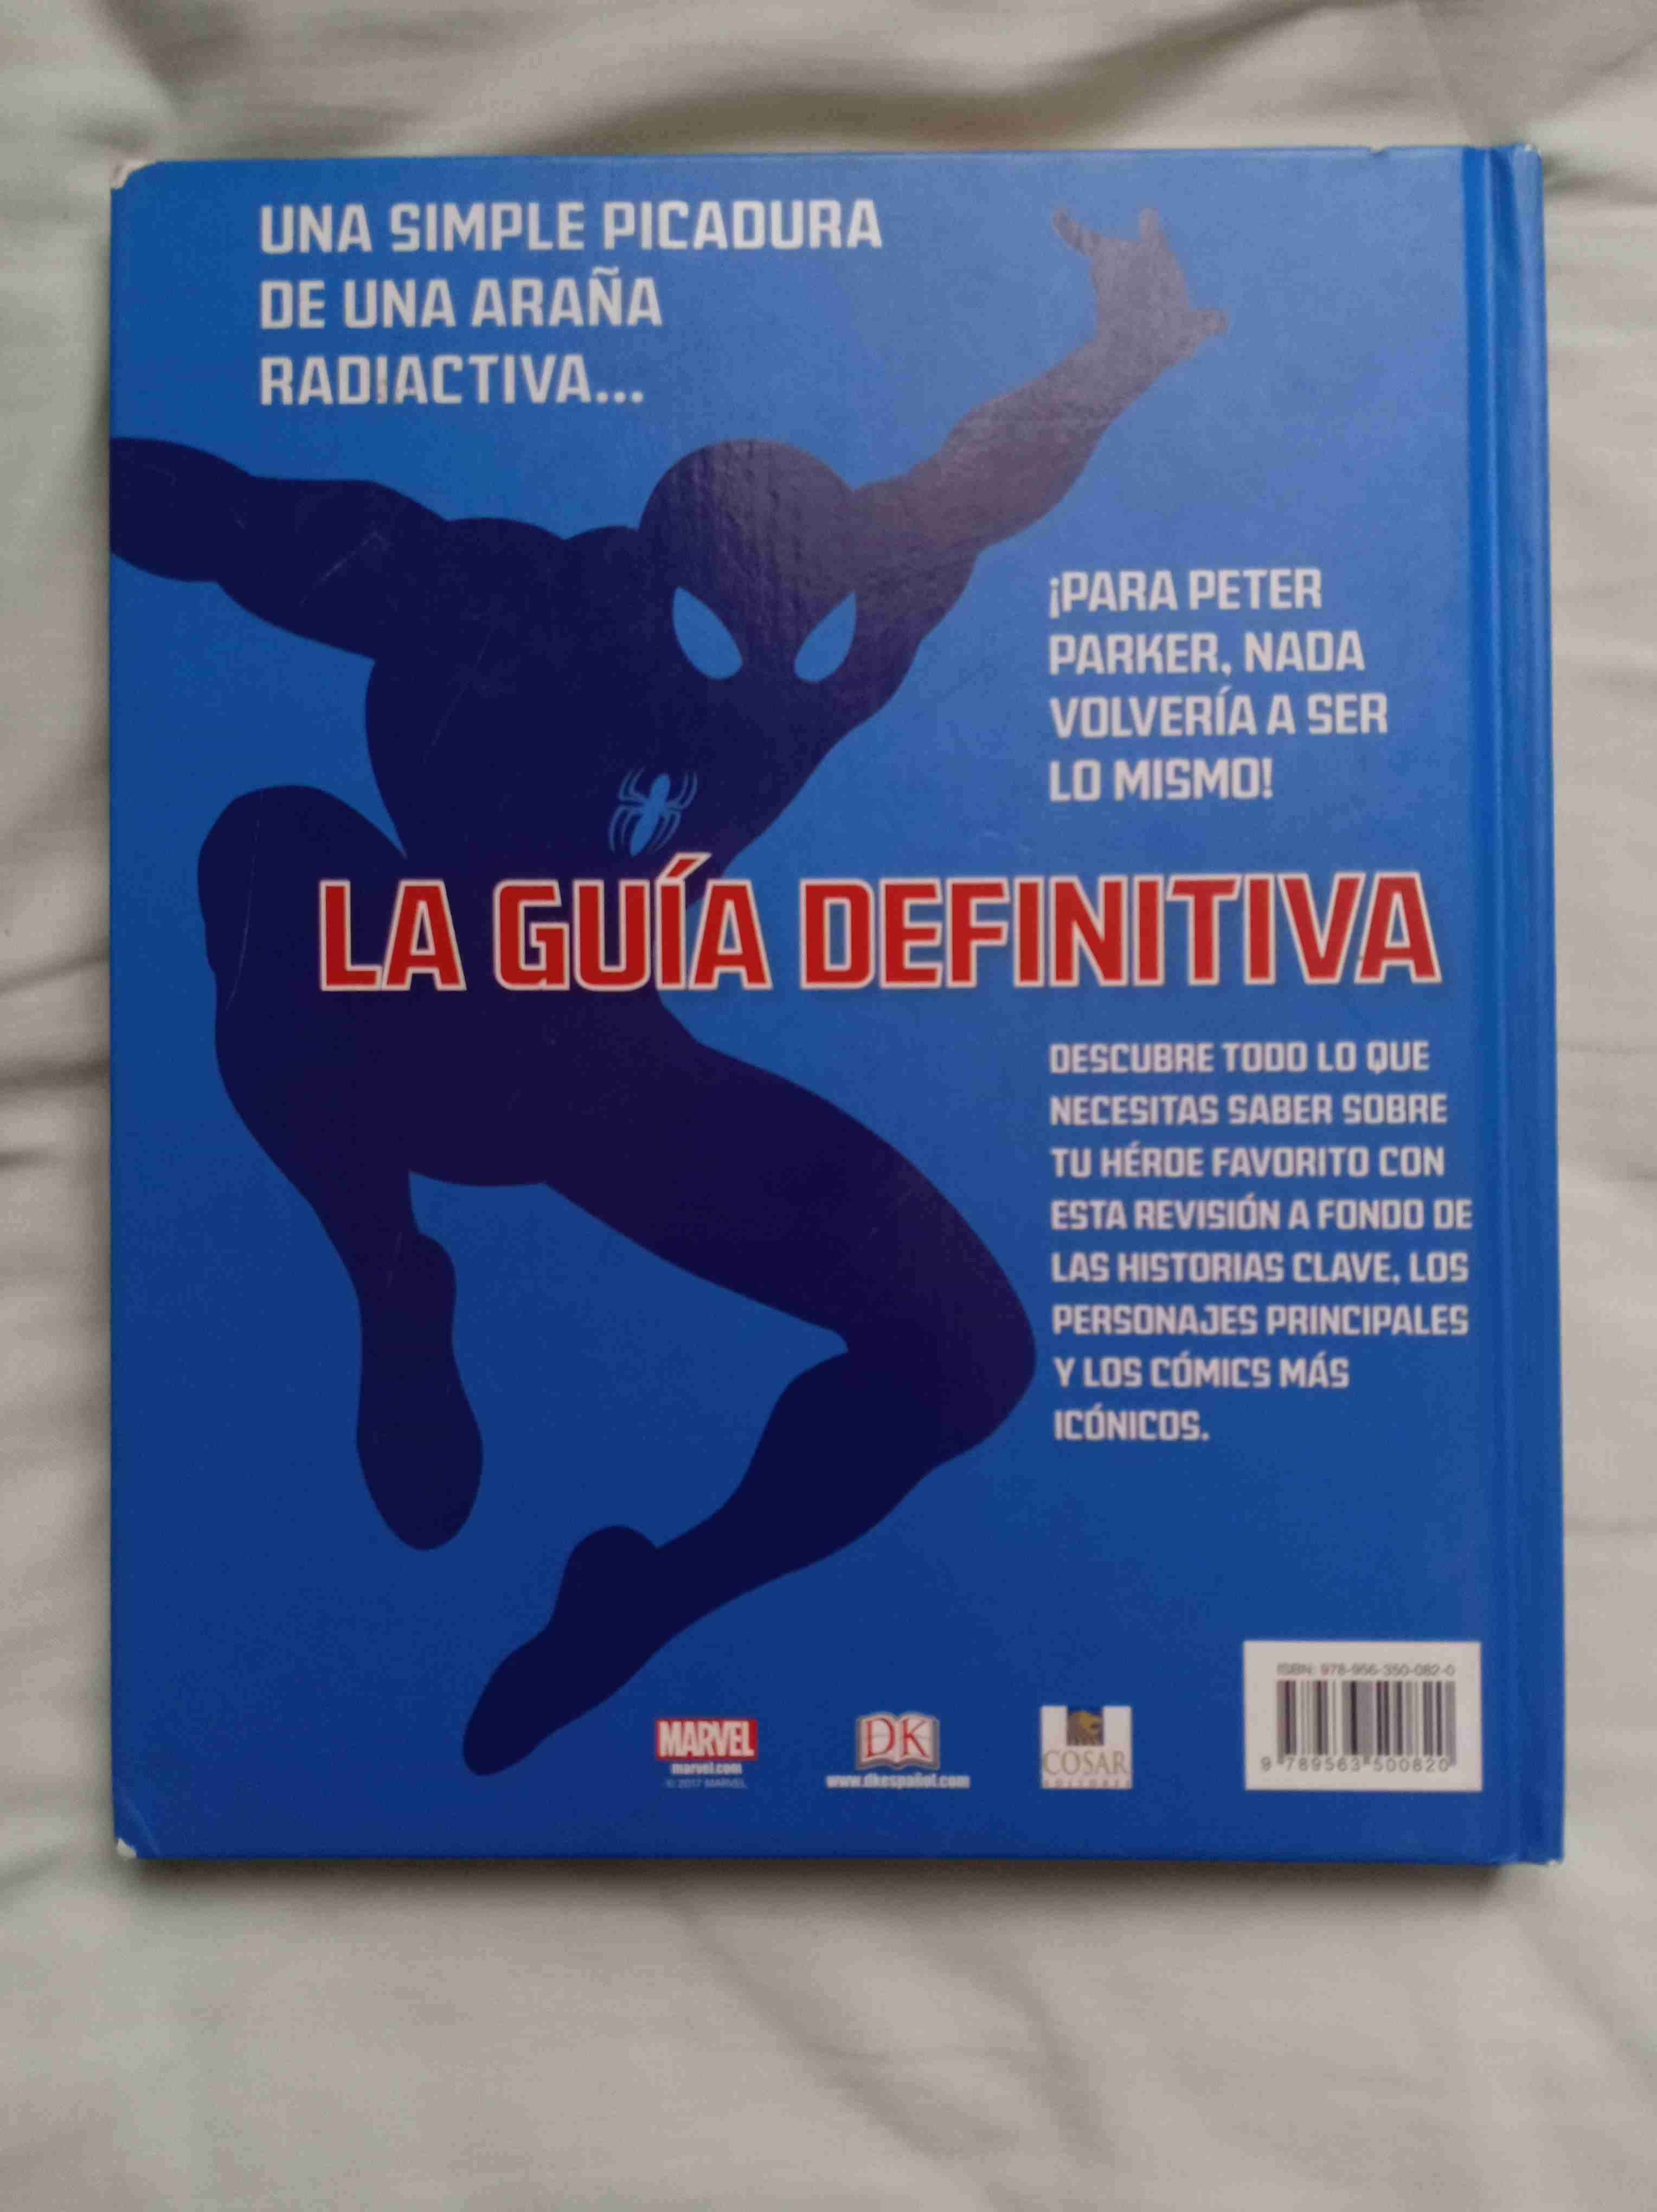 UNA SIMPLE PICADURA
DE UNA ARAÑA
RADIACTIVA...
¡PARA PETER
PARKER, NADA
VOLVERÍA A SER
LO MISMO!
LA GUÍA DEFINITIVA
DESCUBRE TODO LO QUE
NECESITAS SABER SOBRE
TU HÉROE FAVORITO CON
ESTA REVISIÓN A FONDO DE
LAS HISTORIAS CLAVE, LOS
PERSONAJES PRINCIPALES
Y LOS CÓMICS MÁS
ICÓNICOS.
MARVEL
marvel.com
© 2017 MARVEL
DK
www.dkespañol.com
COSAR
EDITORES
ISBN: 978-956-350-082-0
9 789563 500820